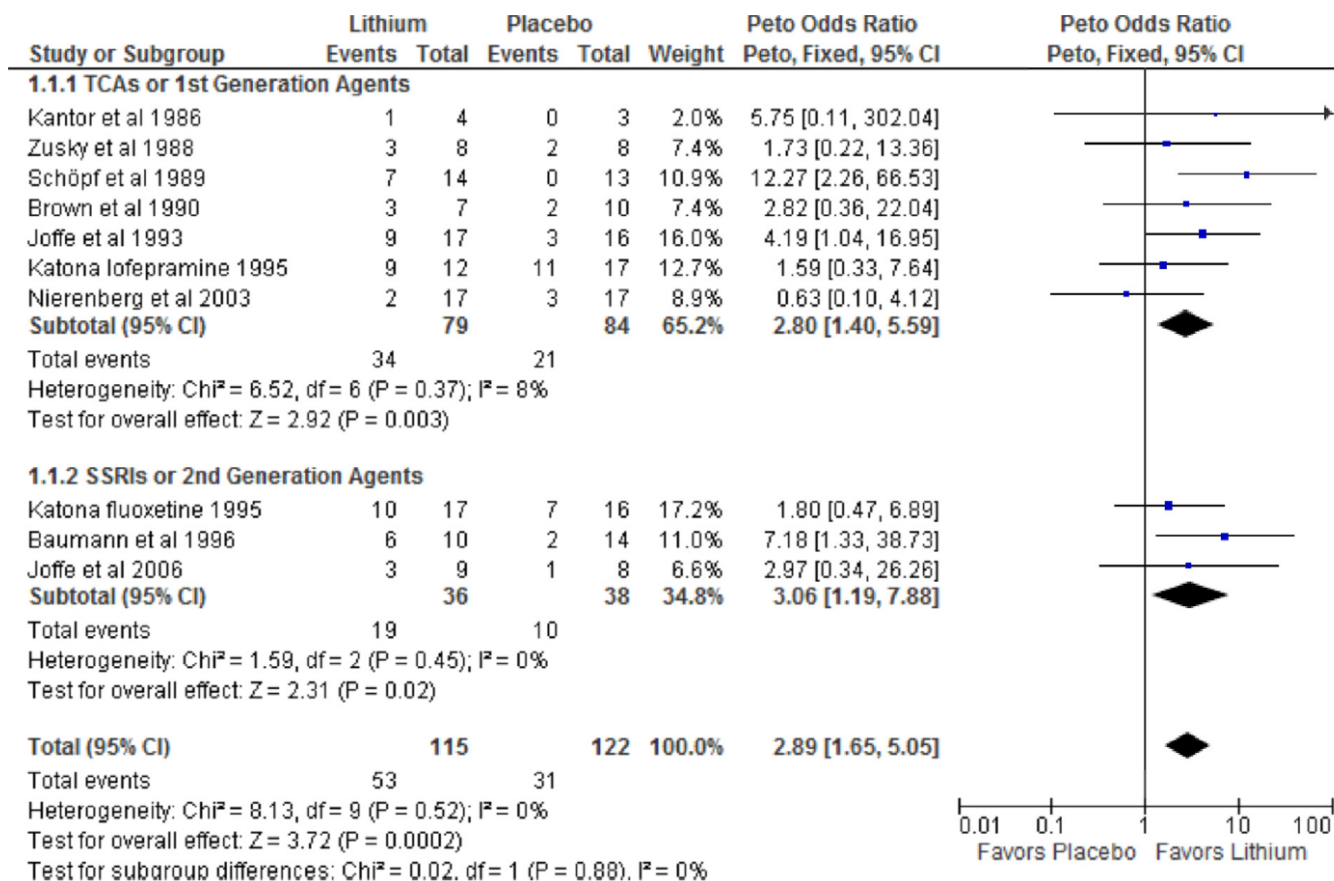 Lithium Placebo Peto Odds Ratio Peto Odds Ratio
Study or Subgroup Events Total Events Total Weight Peto, Fixed, 95% CI Peto, Fixed, 95% CI
1.1.1 TCAs or 1st Generation Agents
Kantor et al 1986 1 4 0 3 2.0% 5.75 [0.11, 302.04]
Zusky et al 1988 3 8 2 8 7.4% 1.73 [0.22, 13.36]
Schöpf et al 1989 7 14 0 13 10.9% 12.27 [2.26, 66.53]
Brown et al 1990 3 7 2 10 7.4% 2.82 [0.36, 22.04]
Joffe et al 1993 9 17 3 16 16.0% 4.19 [1.04, 16.95]
Katona lofepramine 1995 9 12 11 17 12.7% 1.59 [0.33, 7.64]
Nierenberg et al 2003 2 17 3 17 8.9% 0.63 [0.10, 4.12]
Subtotal (95% CI) 79 84 65.2% 2.80 [1.40, 5.59]
Total events 34 21
Heterogeneity: Chi² = 6.52, df = 6 (P = 0.37); I² = 8%
Test for overall effect: Z = 2.92 (P = 0.003)
1.1.2 SSRIs or 2nd Generation Agents
Katona fluoxetine 1995 10 17 7 16 17.2% 1.80 [0.47, 6.89]
Baumann et al 1996 6 10 2 14 11.0% 7.18 [1.33, 38.73]
Joffe et al 2006 3 9 1 8 6.6% 2.97 [0.34, 26.26]
Subtotal (95% CI) 36 38 34.8% 3.06 [1.19, 7.88]
Total events 19 10
Heterogeneity: Chi² = 1.59, df = 2 (P = 0.45); I² = 0%
Test for overall effect: Z = 2.31 (P = 0.02)
Total (95% CI) 115 122 100.0% 2.89 [1.65, 5.05]
Total events 53 31
Heterogeneity: Chi² = 8.13, df = 9 (P = 0.52); I² = 0%
Test for overall effect: Z = 3.72 (P = 0.0002)
Test for subgroup differences: Chi² = 0.02, df = 1 (P = 0.88), I² = 0%
0.01 0.1 1 10 100
Favors Placebo Favors Lithium